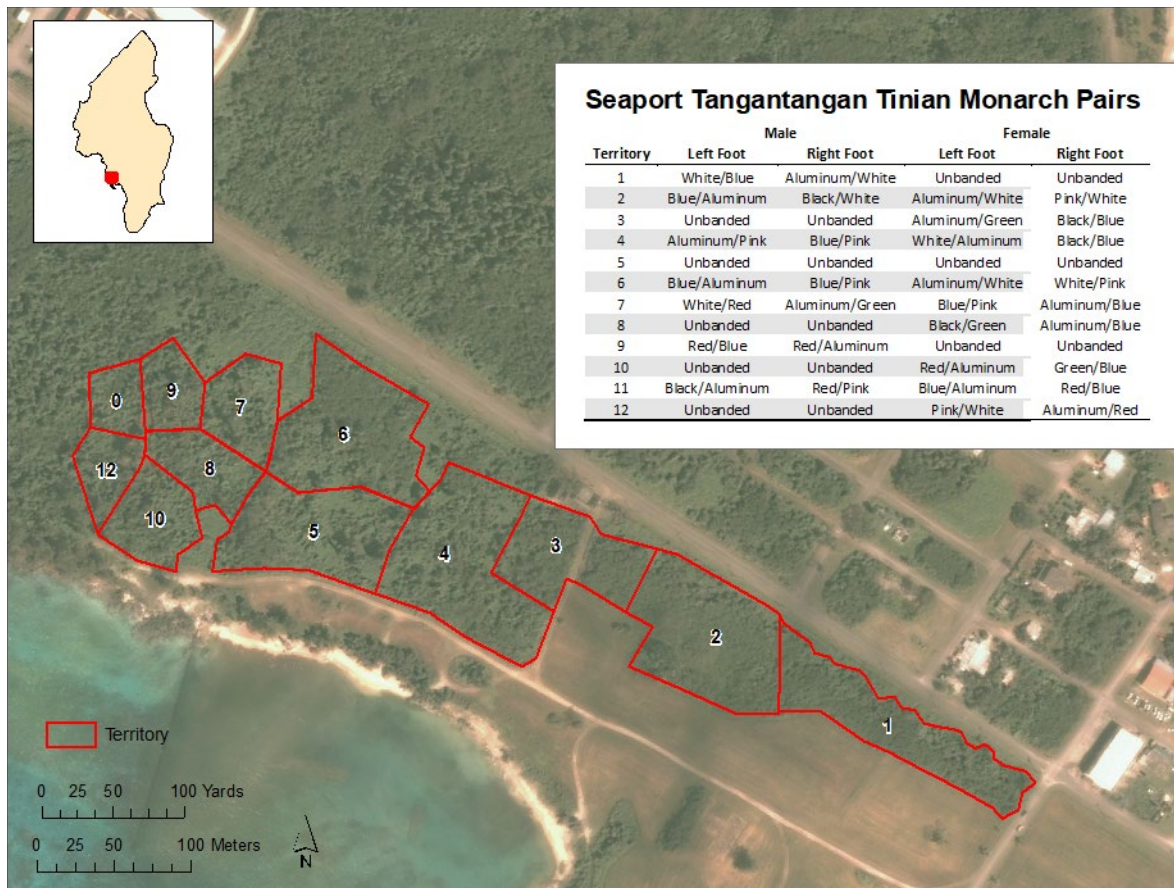 Seaport Tangantangan Tinian Monarch Pairs
Male Female
Territory Left Foot Right Foot Left Foot Right Foot
1 White/Blue Aluminum/White Unbanded Unbanded
2 Blue/Aluminum Black/White Aluminum/White Pink/White
3 Unbanded Unbanded Aluminum/Green Black/Blue
4 Aluminum/Pink Blue/Pink White/Aluminum Black/Blue
5 Unbanded Unbanded Unbanded Unbanded
6 Blue/Aluminum Blue/Pink Aluminum/White White/Pink
7 White/Red Aluminum/Green Blue/Pink Aluminum/Blue
8 Unbanded Unbanded Black/Green Aluminum/Blue
9 Red/Blue Red/Aluminum Unbanded Unbanded
10 Unbanded Unbanded Red/Aluminum Green/Blue
11 Black/Aluminum Red/Pink Blue/Aluminum Red/Blue
12 Unbanded Unbanded Pink/White Aluminum/Red
9
0
7
6
12
8
10
5
4
3
2
1
Territory
0 25 50 100 Yards
0 25 50 100 Meters
N